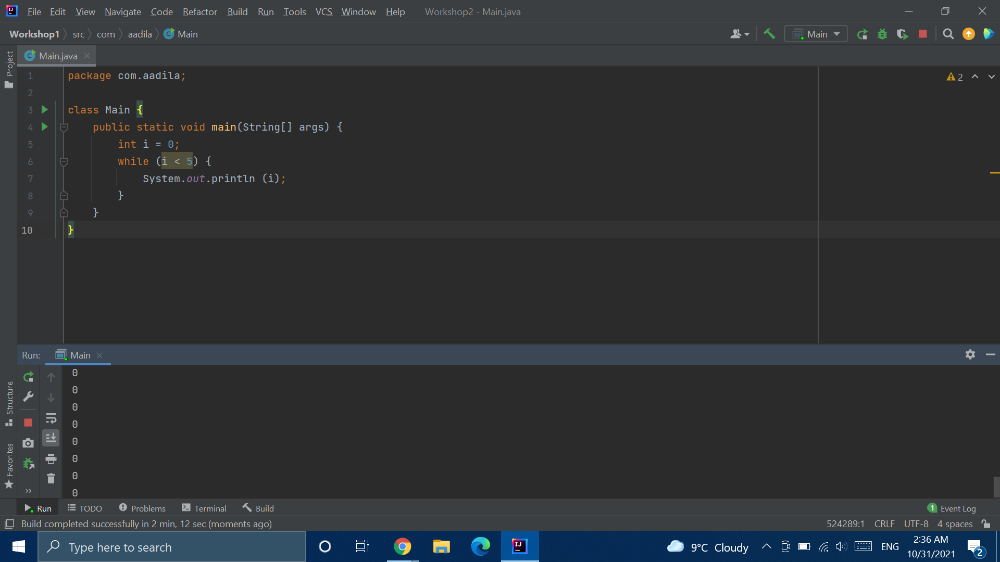 File Edit View Navigate Code Refactor Build Run Tools VCS Window Help Workshop2 - Main.java
Workshop1 src com aadila Main Main
Main.java
Project
1 package com.aadila;
2
2
3 class Main {
4 public static void main(String[] args) {
5 int i = 0;
6 while (i < 5) {
7 System.out.println (i);
8 }
9 }
10 }
Run: Main
0
0
0
0
0
0
0
0
Structure
Favorites
Run TODO Problems Terminal Build 1 Event Log
Build completed successfully in 2 min, 12 sec (moments ago) 524289:1 CRLF UTF-8 4 spaces
Type here to search
9°C Cloudy ENG 2:36 AM
10/31/2021
2